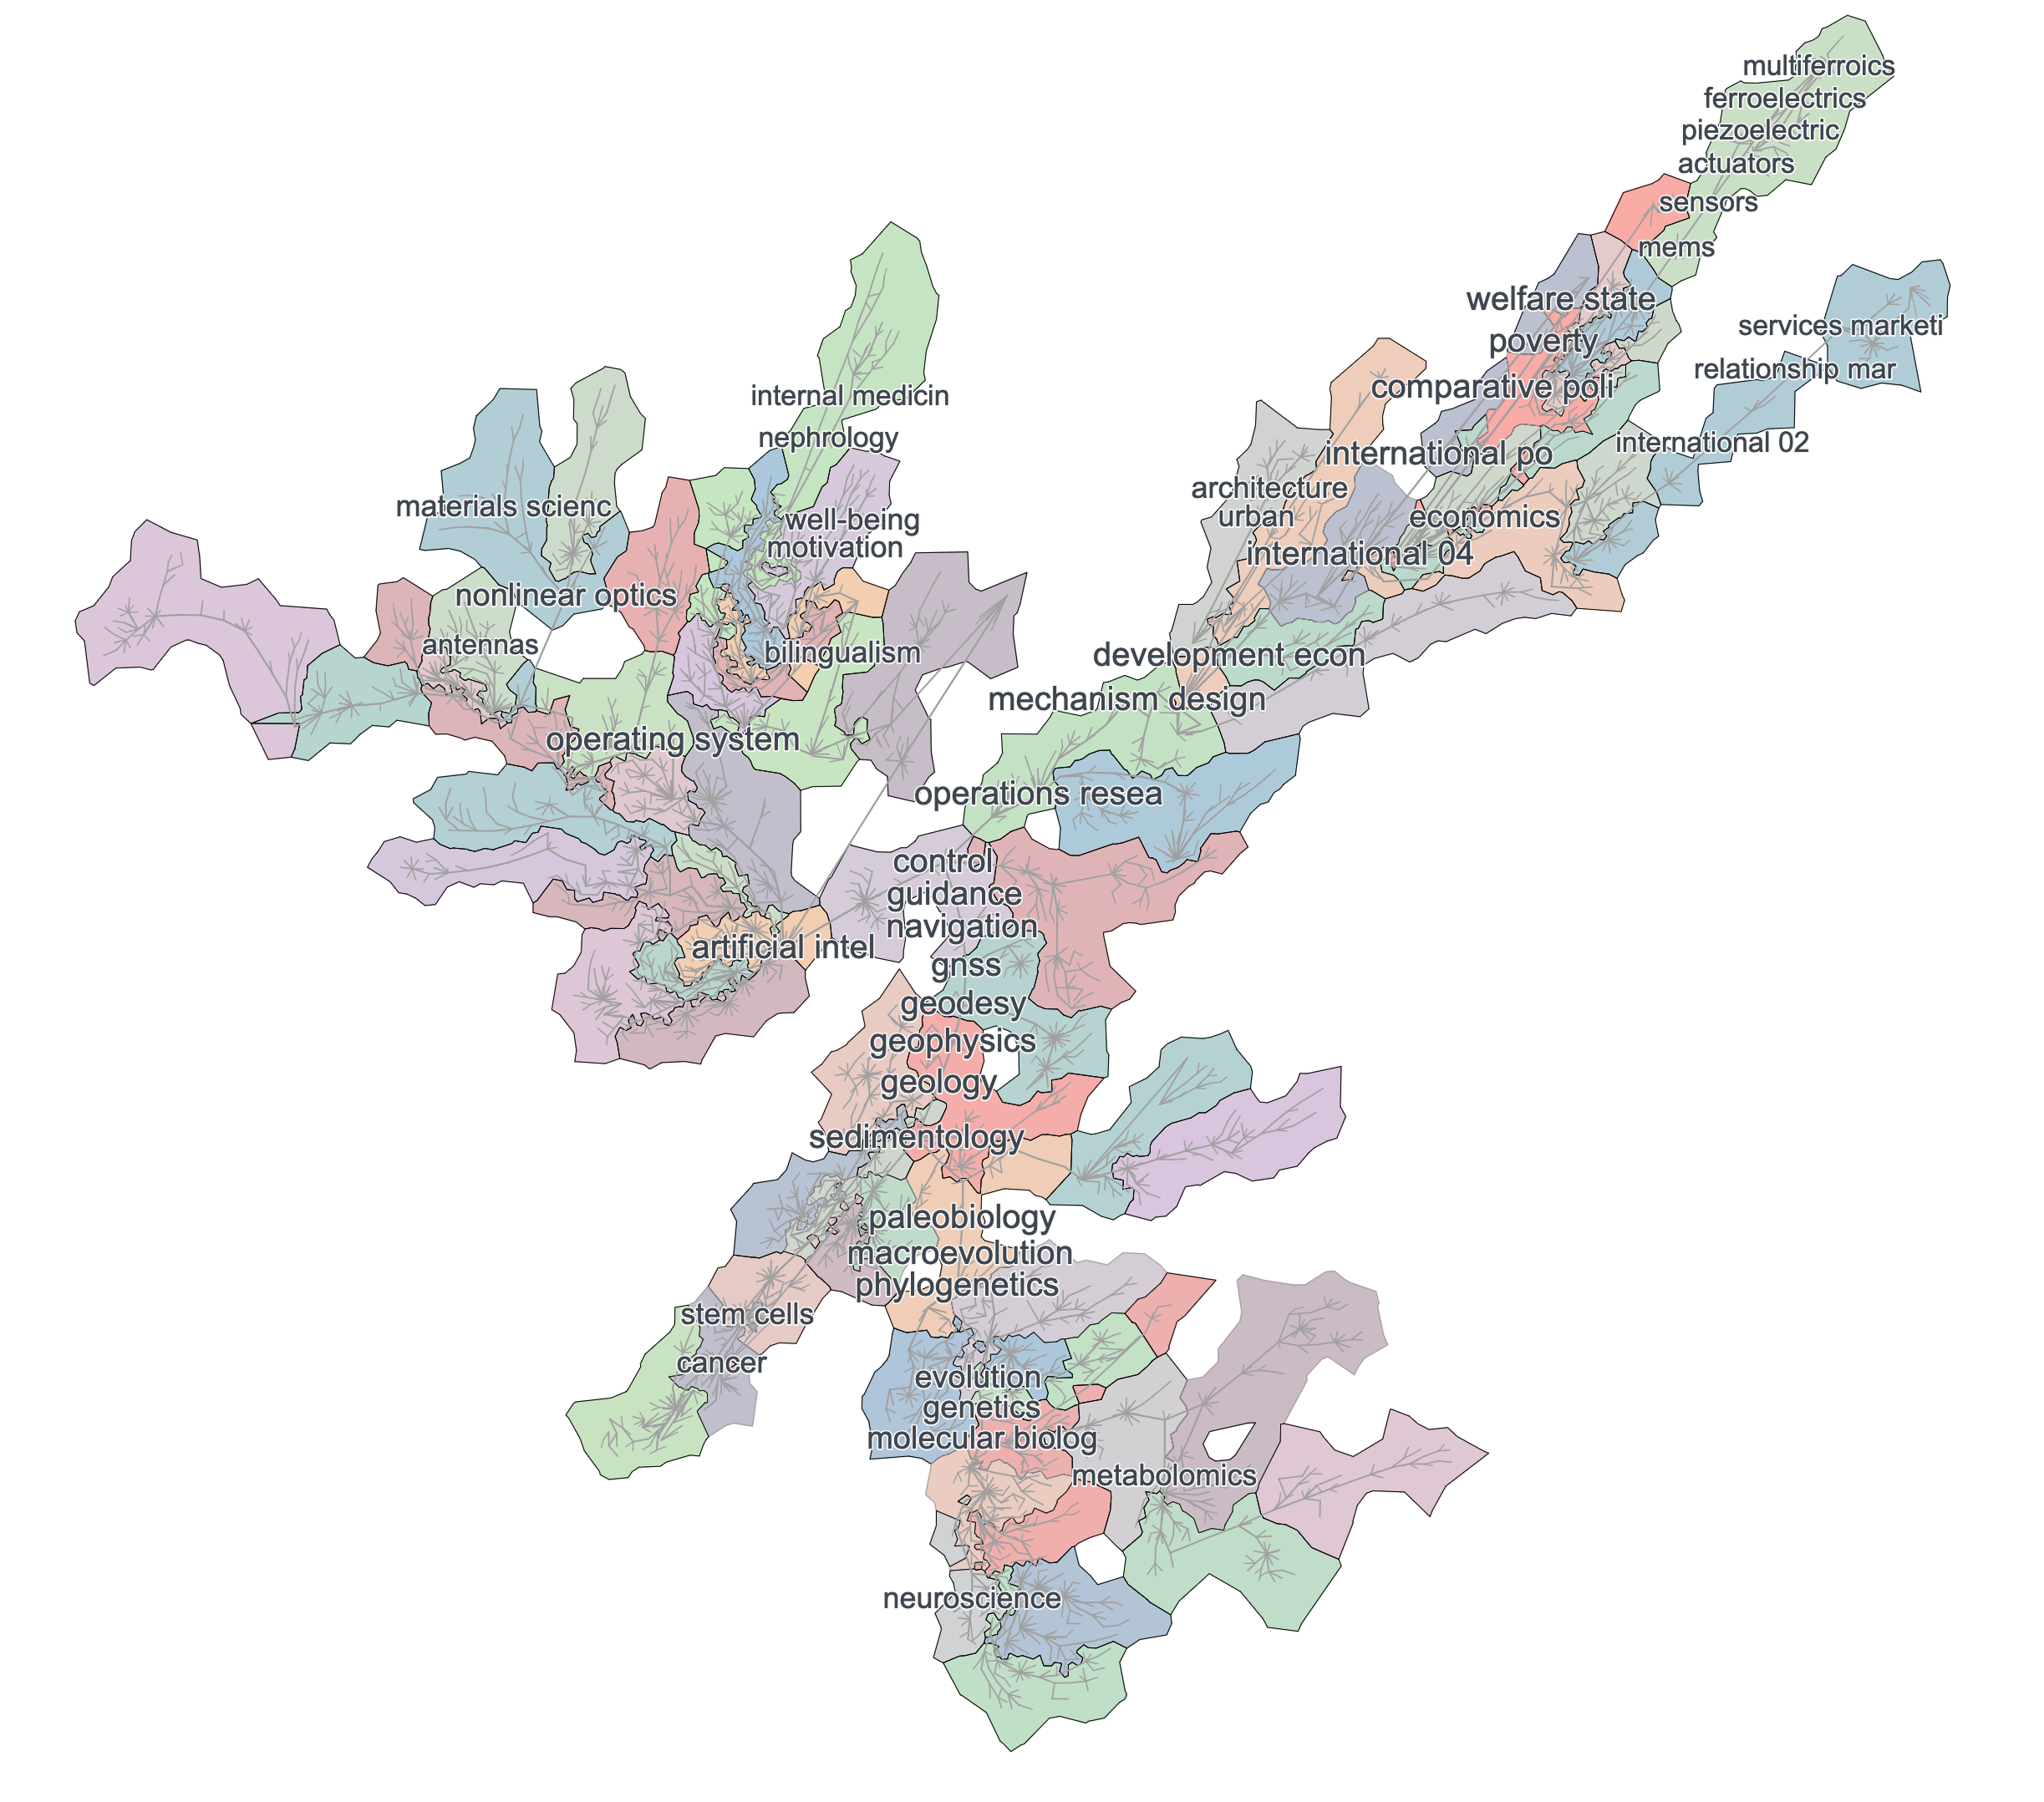 multiferroics
ferroelectrics
piezoelectric
actuators
sensors
mems
welfare state
services marketi
poverty
relationship mar
comparative poli
internal medicin
nephrology
international 02
international po
architecture
materials scienc
urban
economics
well-being
motivation
international 04
nonlinear optics
antennas
bilingualism
development econ
mechanism design
operating system
operations resea
control
guidance
navigation
artificial intel
gnss
geodesy
geophysics
geology
sedimentology
paleobiology
macroevolution
phylogenetics
stem cells
cancer
evolution
genetics
molecular biolog
metabolomics
neuroscience